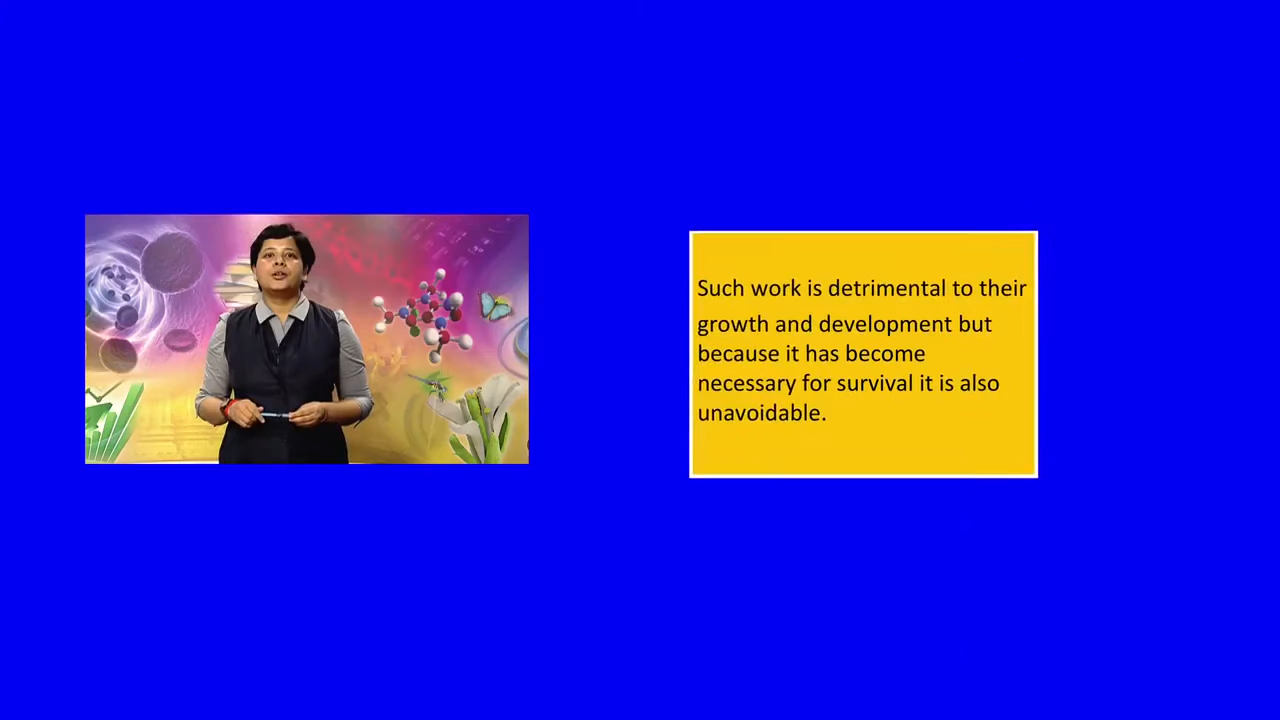 Such work is detrimental to their
growth and development but
because it has become
necessary for survival it is also
unavoidable.